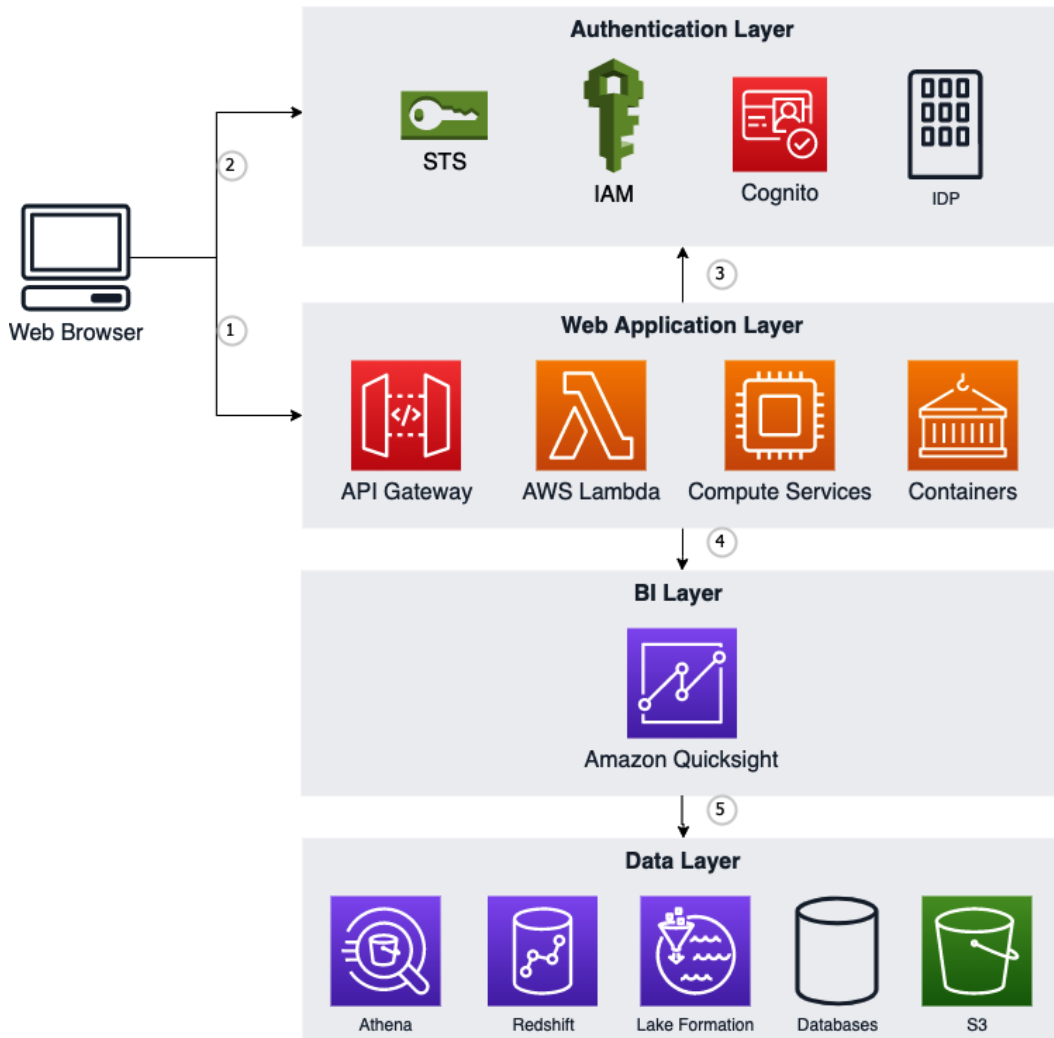 Authentication Layer
STS
IAM
Cognito
IDP
2
3
Web Browser
1
Web Application Layer
API Gateway
</>
AWS Lambda
Compute Services
Containers
4
BI Layer
Amazon Quicksight
5
Data Layer
Athena
Redshift
Lake Formation
Databases
S3